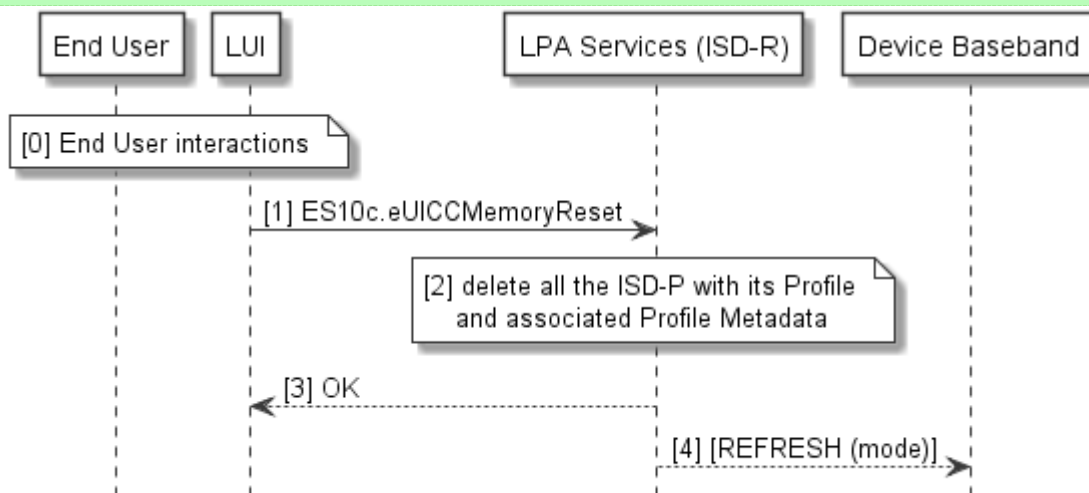 End User
LUI
LPA Services (ISD-R)
Device Baseband
[0] End User interactions
[1] ES10c.eUICCMemoryReset
[2] delete all the ISD-P with its Profile
and associated Profile Metadata
[3] OK
[4] [REFRESH (mode)]